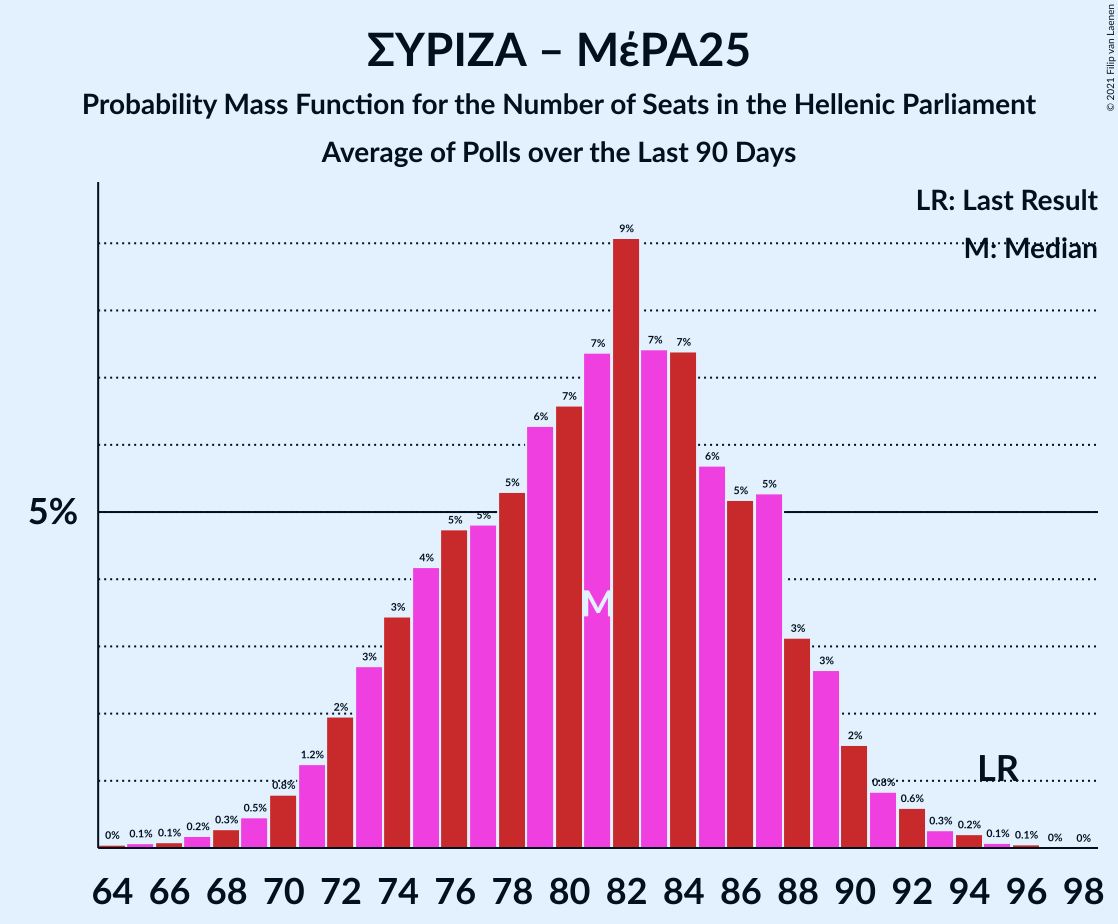 ΣΥΡΙΖΑ – ΜέΡΑ25
Probability Mass Function for the Number of Seats in the Hellenic Parliament
Average of Polls over the Last 90 Days
© 2021 Filip van Laenen
LR: Last Result
M: Median
5%
0% 0.1% 0.1% 0.2% 0.3% 0.5% 0.8% 1.2% 2% 3% 3% 4% 5% 5% 5% 6% 7% 7% 9% 7% 7% 6% 5% 5% 3% 3% 2% 0.8% 0.6% 0.3% 0.2% 0.1% 0.1% 0% 0%
M
LR
64 66 68 70 72 74 76 78 80 82 84 86 88 90 92 94 96 98